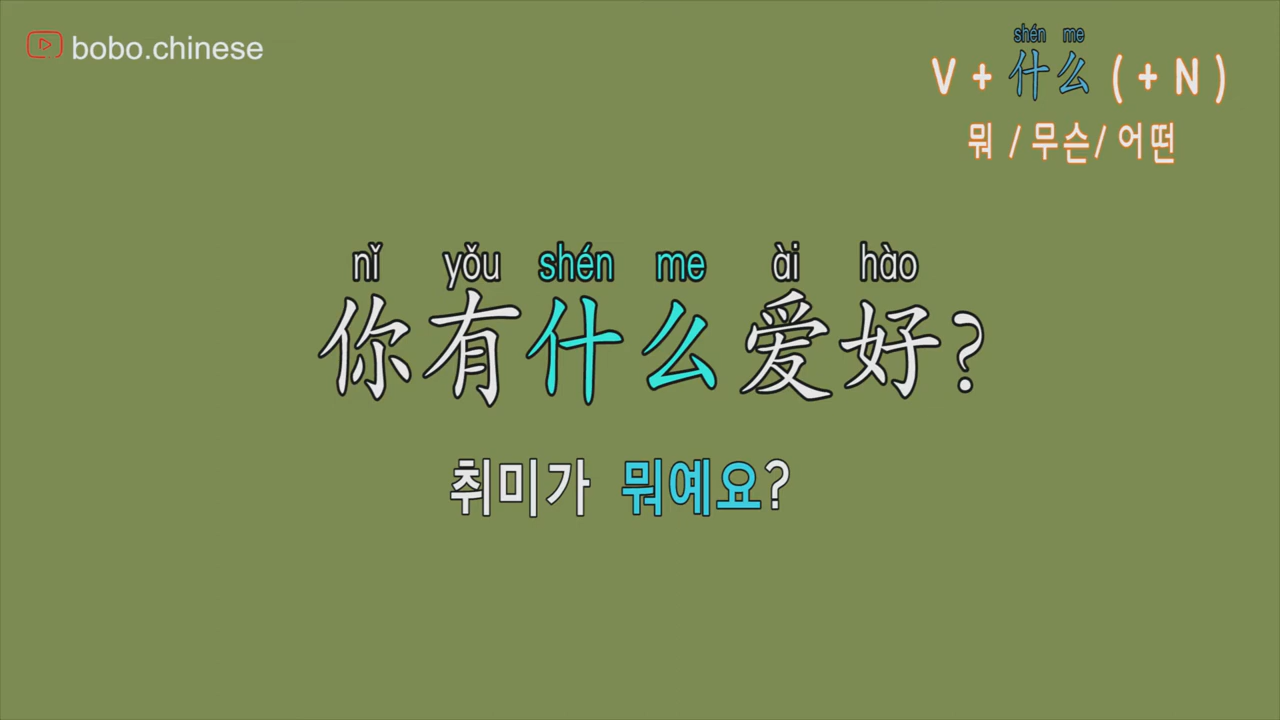 bobo.chinese
shén me
V + 什么 ( + N )
뭐 / 무슨 / 어떤
nǐ yǒu shén me ài hào
你有什么爱好?
취미가 뭐예요?